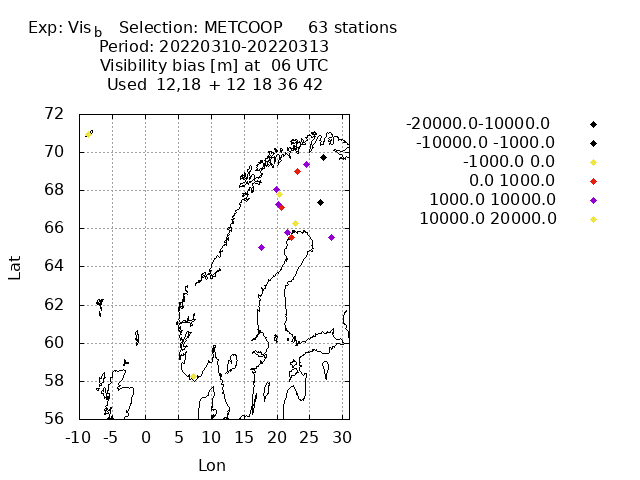 Exp: Vis_b Selection: METCOOP 63 stations
Period: 20220310-20220313
Visibility bias [m] at 06 UTC
Used 12,18 + 12 18 36 42
72
70
68
66
64
62
60
58
56
-10 -5 0 5 10 15 20 25 30
Lat
Lon
-20000.0-10000.0
-10000.0 -1000.0
-1000.0 0.0
0.0 1000.0
1000.0 10000.0
10000.0 20000.0